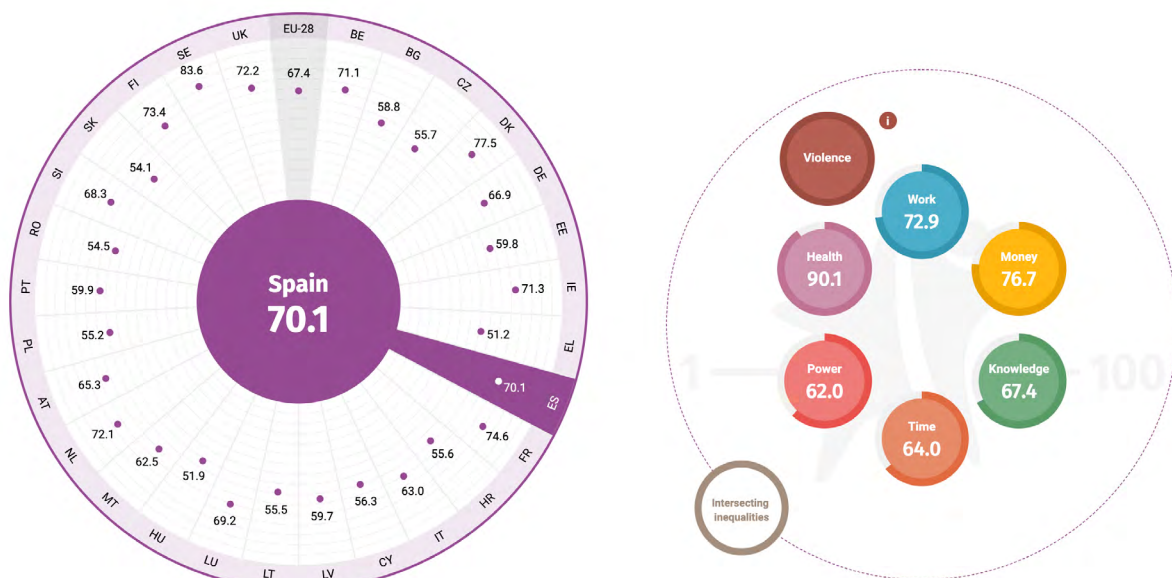 EU-28
67.4
BE
71.1
BG
58.8
CZ
55.7
DK
77.5
DE
66.9
EE
59.8
IE
71.3
EL
51.2
ES
70.1
FR
74.6
HR
55.6
IT
63.0
CY
56.3
LV
59.7
LT
55.5
LU
69.2
HU
51.9
MT
62.5
NL
72.1
AT
65.3
PL
55.2
PT
59.9
RO
54.5
SI
68.3
SK
54.1
FI
73.4
SE
83.6
UK
72.2
Spain
70.1
Violence
i
Work
72.9
Health
90.1
Money
76.7
Power
62.0
Knowledge
67.4
Time
64.0
1
100
Intersecting
inequalities